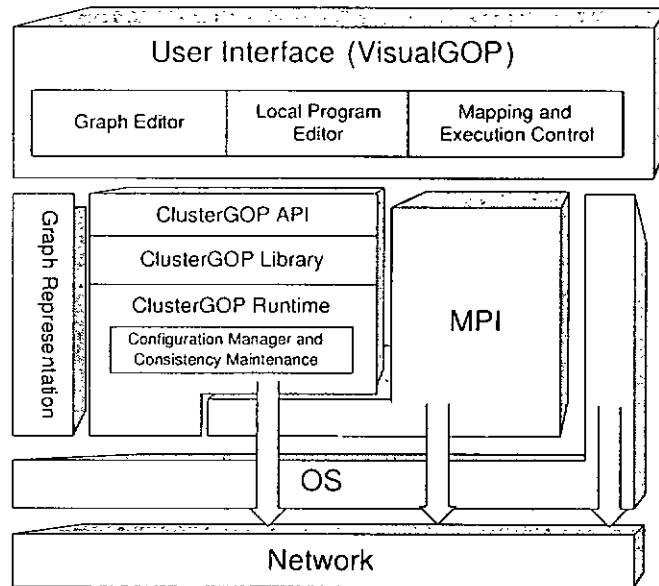 User Interface (VisualGOP)
Graph Editor
Local Program
Editor
Mapping and
Execution Control
Graph Representation
ClusterGOP API
ClusterGOP Library
ClusterGOP Runtime
Configuration Manager and
Consistency Maintenance
MPI
OS
Network